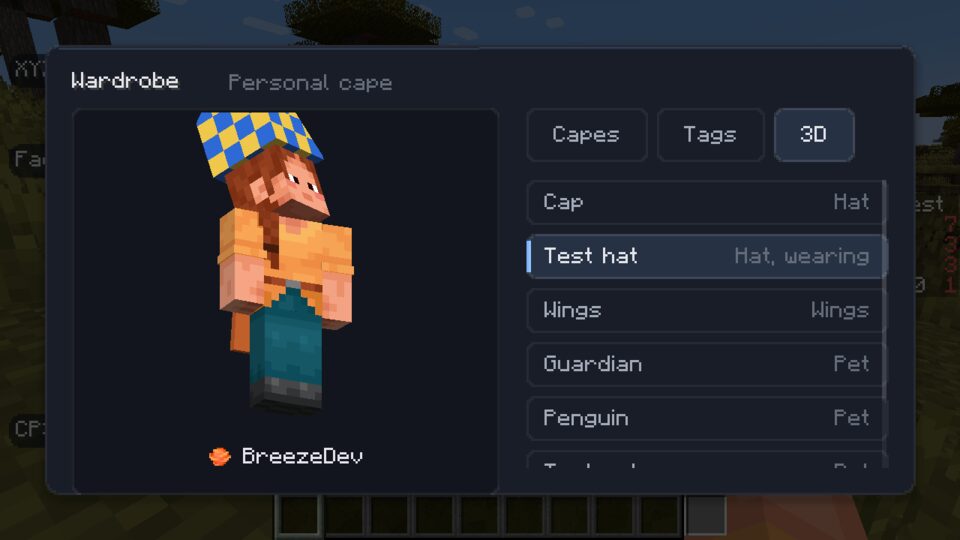 XYZ
Wardrobe
Personal cape
Capes
Tags
3D
Cap
Hat
Test hat
Hat, wearing
Wings
Wings
Guardian
Pet
Penguin
Pet
BreezeDev